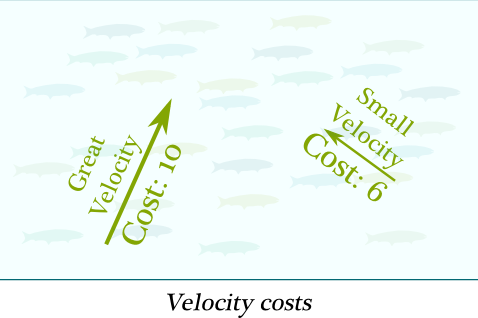 Great
Velocity
Cost: 10
Small
Velocity
Cost: 6
Velocity costs